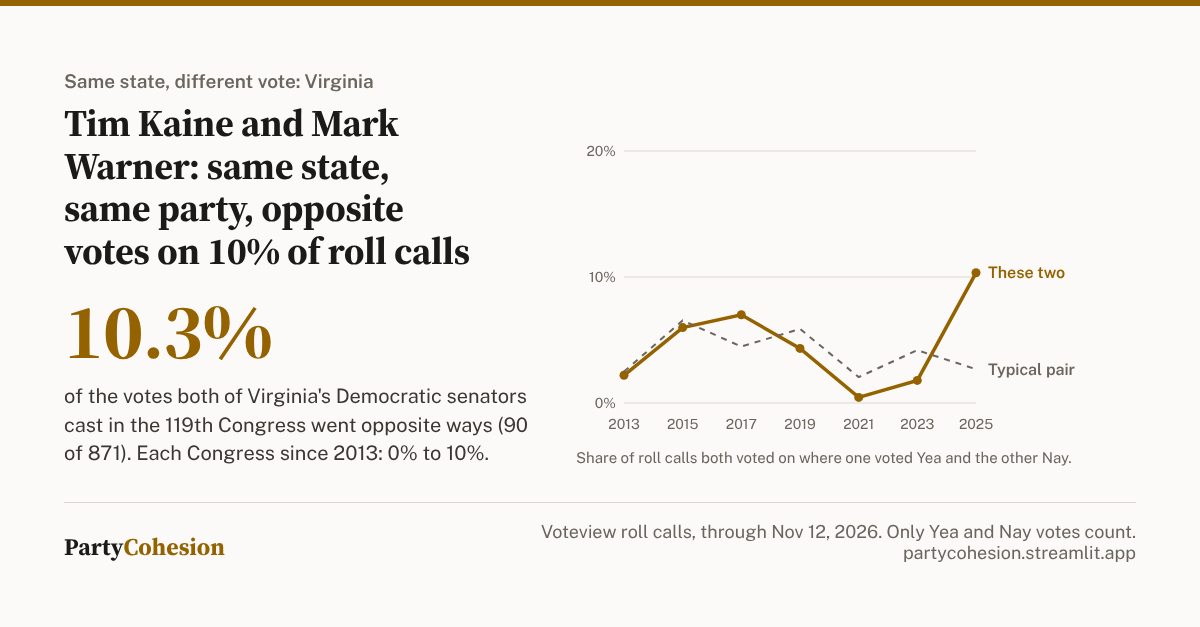 Same state, different vote: Virginia
Tim Kaine and Mark
Warner: same state,
same party, opposite
votes on 10% of roll calls
10.3%
of the votes both of Virginia's Democratic senators
cast in the 119th Congress went opposite ways (90
of 871). Each Congress since 2013: 0% to 10%.
20%
10%
0%
These two
Typical pair
2013 2015 2017 2019 2021 2023 2025
Share of roll calls both voted on where one voted Yea and the other Nay.
PartyCohesion
Voteview roll calls, through Nov 12, 2026. Only Yea and Nay votes count.
partycohesion.streamlit.app